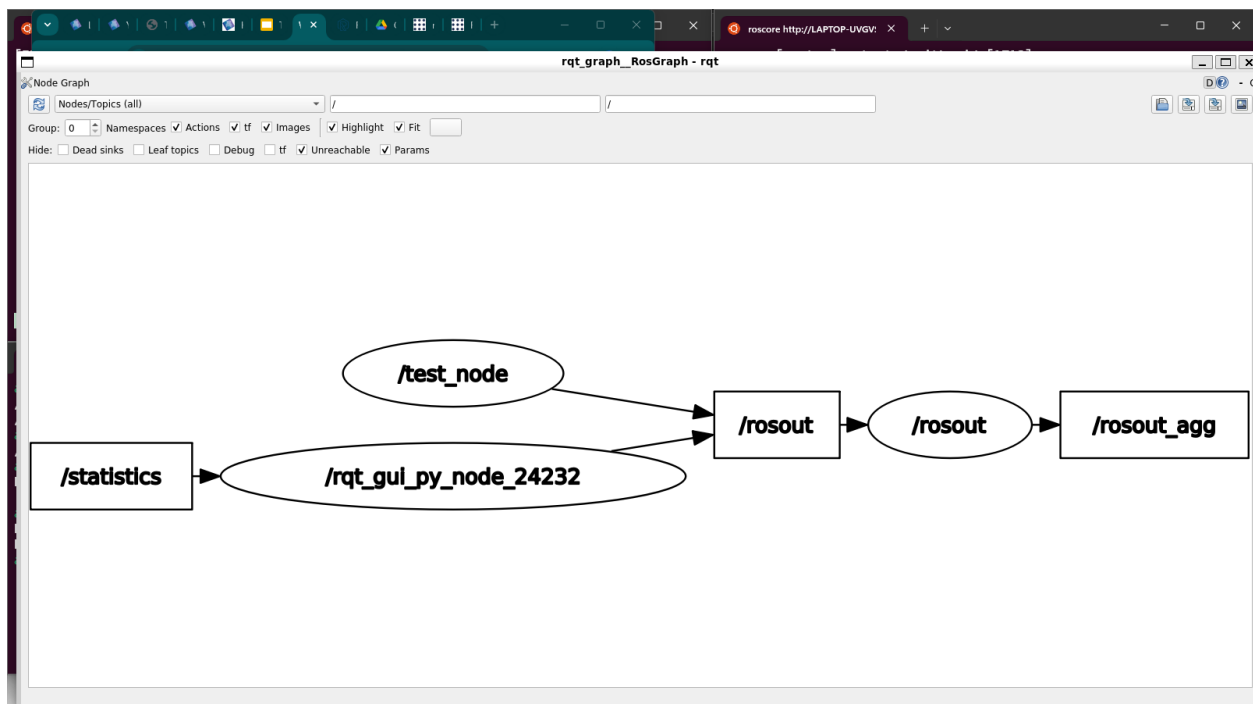 roscore http://LAPTOP-UVGV:
rqt_graph__RosGraph - rqt
Node Graph
D
Nodes/Topics (all)
/
/
Group: 0 Namespaces Actions tf Images Highlight Fit
Hide: Dead sinks Leaf topics Debug tf Unreachable Params
/test_node
/rosout
/rosout
/rosout_agg
/statistics
/rqt_gui_py_node_24232